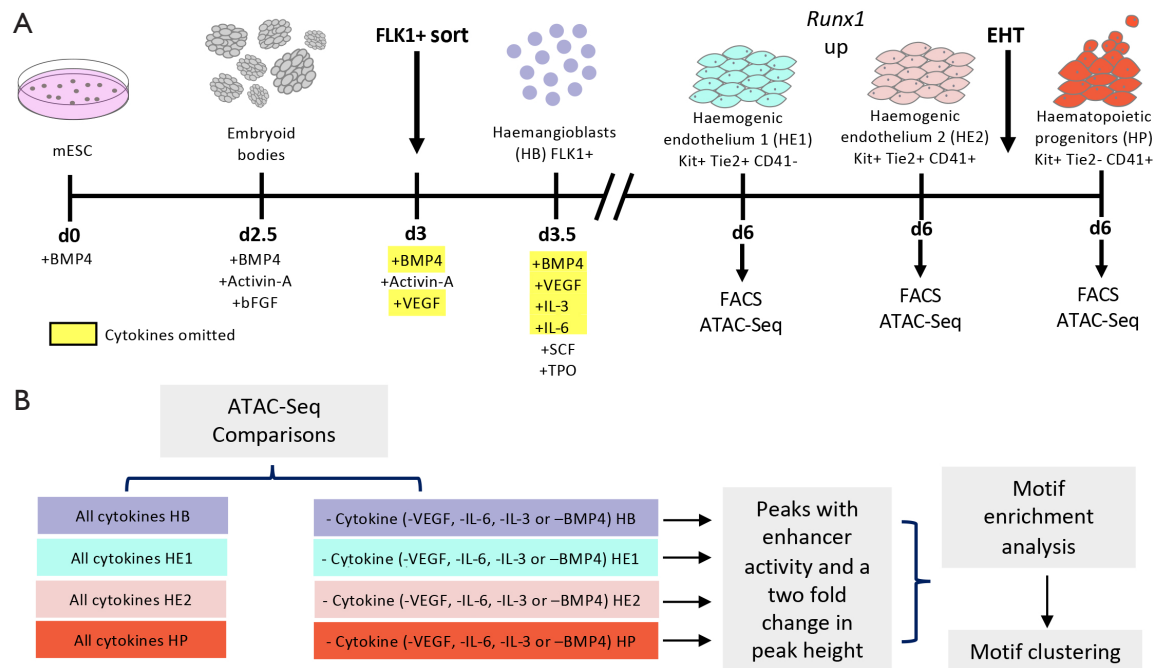 A
FLK1+ sort
Runx1
up
EHT
mESC
Embryoid
bodies
Haemangioblasts
(HB) FLK1+
Haemogenic
endothelium 1 (HE1)
Kit+ Tie2+ CD41-
Haemogenic
endothelium 2 (HE2)
Kit+ Tie2+ CD41+
Haematopoietic
progenitors (HP)
Kit+ Tie2- CD41+
d0
+BMP4
d2.5
+BMP4
+Activin-A
+bFGF
d3
+BMP4
+Activin-A
+VEGF
d3.5
+BMP4
+VEGF
+IL-3
+IL-6
+SCF
+TPO
d6
FACS
ATAC-Seq
d6
FACS
ATAC-Seq
d6
FACS
ATAC-Seq
Cytokines omitted
B
ATAC-Seq
Comparisons
All cytokines HB
- Cytokine (-VEGF, -IL-6, -IL-3 or –BMP4) HB
All cytokines HE1
- Cytokine (-VEGF, -IL-6, -IL-3 or –BMP4) HE1
All cytokines HE2
- Cytokine (-VEGF, -IL-6, -IL-3 or –BMP4) HE2
All cytokines HP
- Cytokine (-VEGF, -IL-6, -IL-3 or –BMP4) HP
Peaks with
enhancer
activity and a
two fold
change in
peak height
Motif
enrichment
analysis
Motif clustering